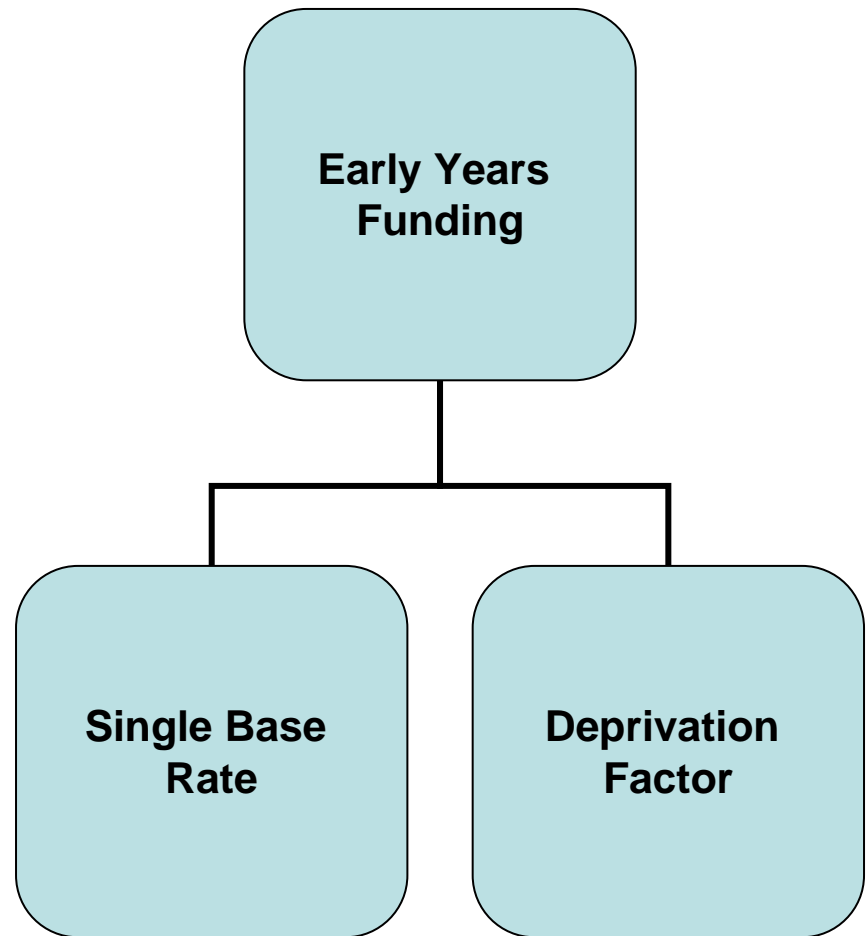 Early Years
Funding
Single Base
Rate
Deprivation
Factor